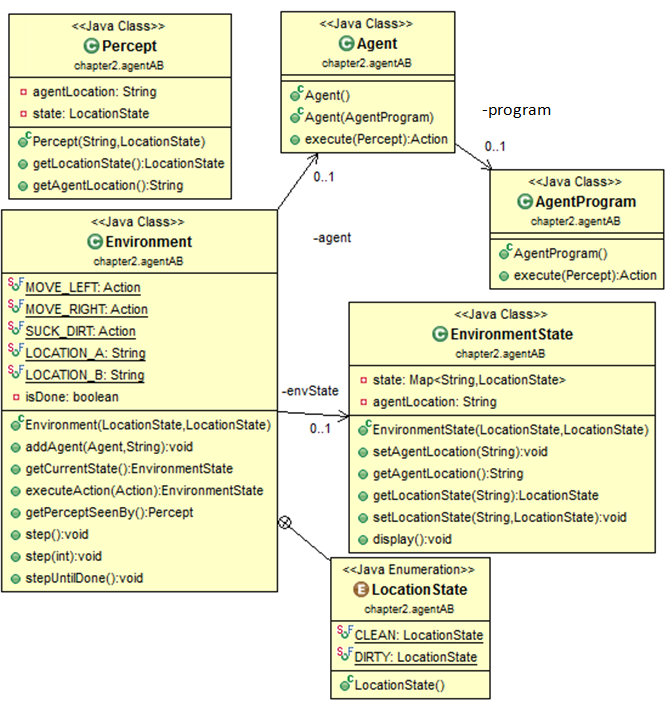 <<Java Class>>
Percept
chapter2.agentAB
agentLocation: String
state: LocationState
Percept(String,LocationState)
getLocationState():LocationState
getAgentLocation():String
<<Java Class>>
Agent
chapter2.agentAB
Agent()
Agent(AgentProgram)
execute(Percept):Action
-program
0..1
0..1
-agent
<<Java Class>>
AgentProgram
chapter2.agentAB
AgentProgram()
execute(Percept):Action
<<Java Class>>
Environment
chapter2.agentAB
MOVE_LEFT: Action
MOVE_RIGHT: Action
SUCK_DIRT: Action
LOCATION_A: String
LOCATION_B: String
isDone: boolean
Environment(LocationState,LocationState)
addAgent(Agent,String):void
getCurrentState():EnvironmentState
executeAction(Action):EnvironmentState
getPerceptSeenBy():Percept
step():void
step(int):void
stepUntilDone():void
-envState
0..1
<<Java Class>>
EnvironmentState
chapter2.agentAB
state: Map<String,LocationState>
agentLocation: String
EnvironmentState(LocationState,LocationState)
setAgentLocation(String):void
getAgentLocation():String
getLocationState(String):LocationState
setLocationState(String,LocationState):void
display():void
<<Java Enumeration>>
LocationState
chapter2.agentAB
CLEAN: LocationState
DIRTY: LocationState
LocationState()